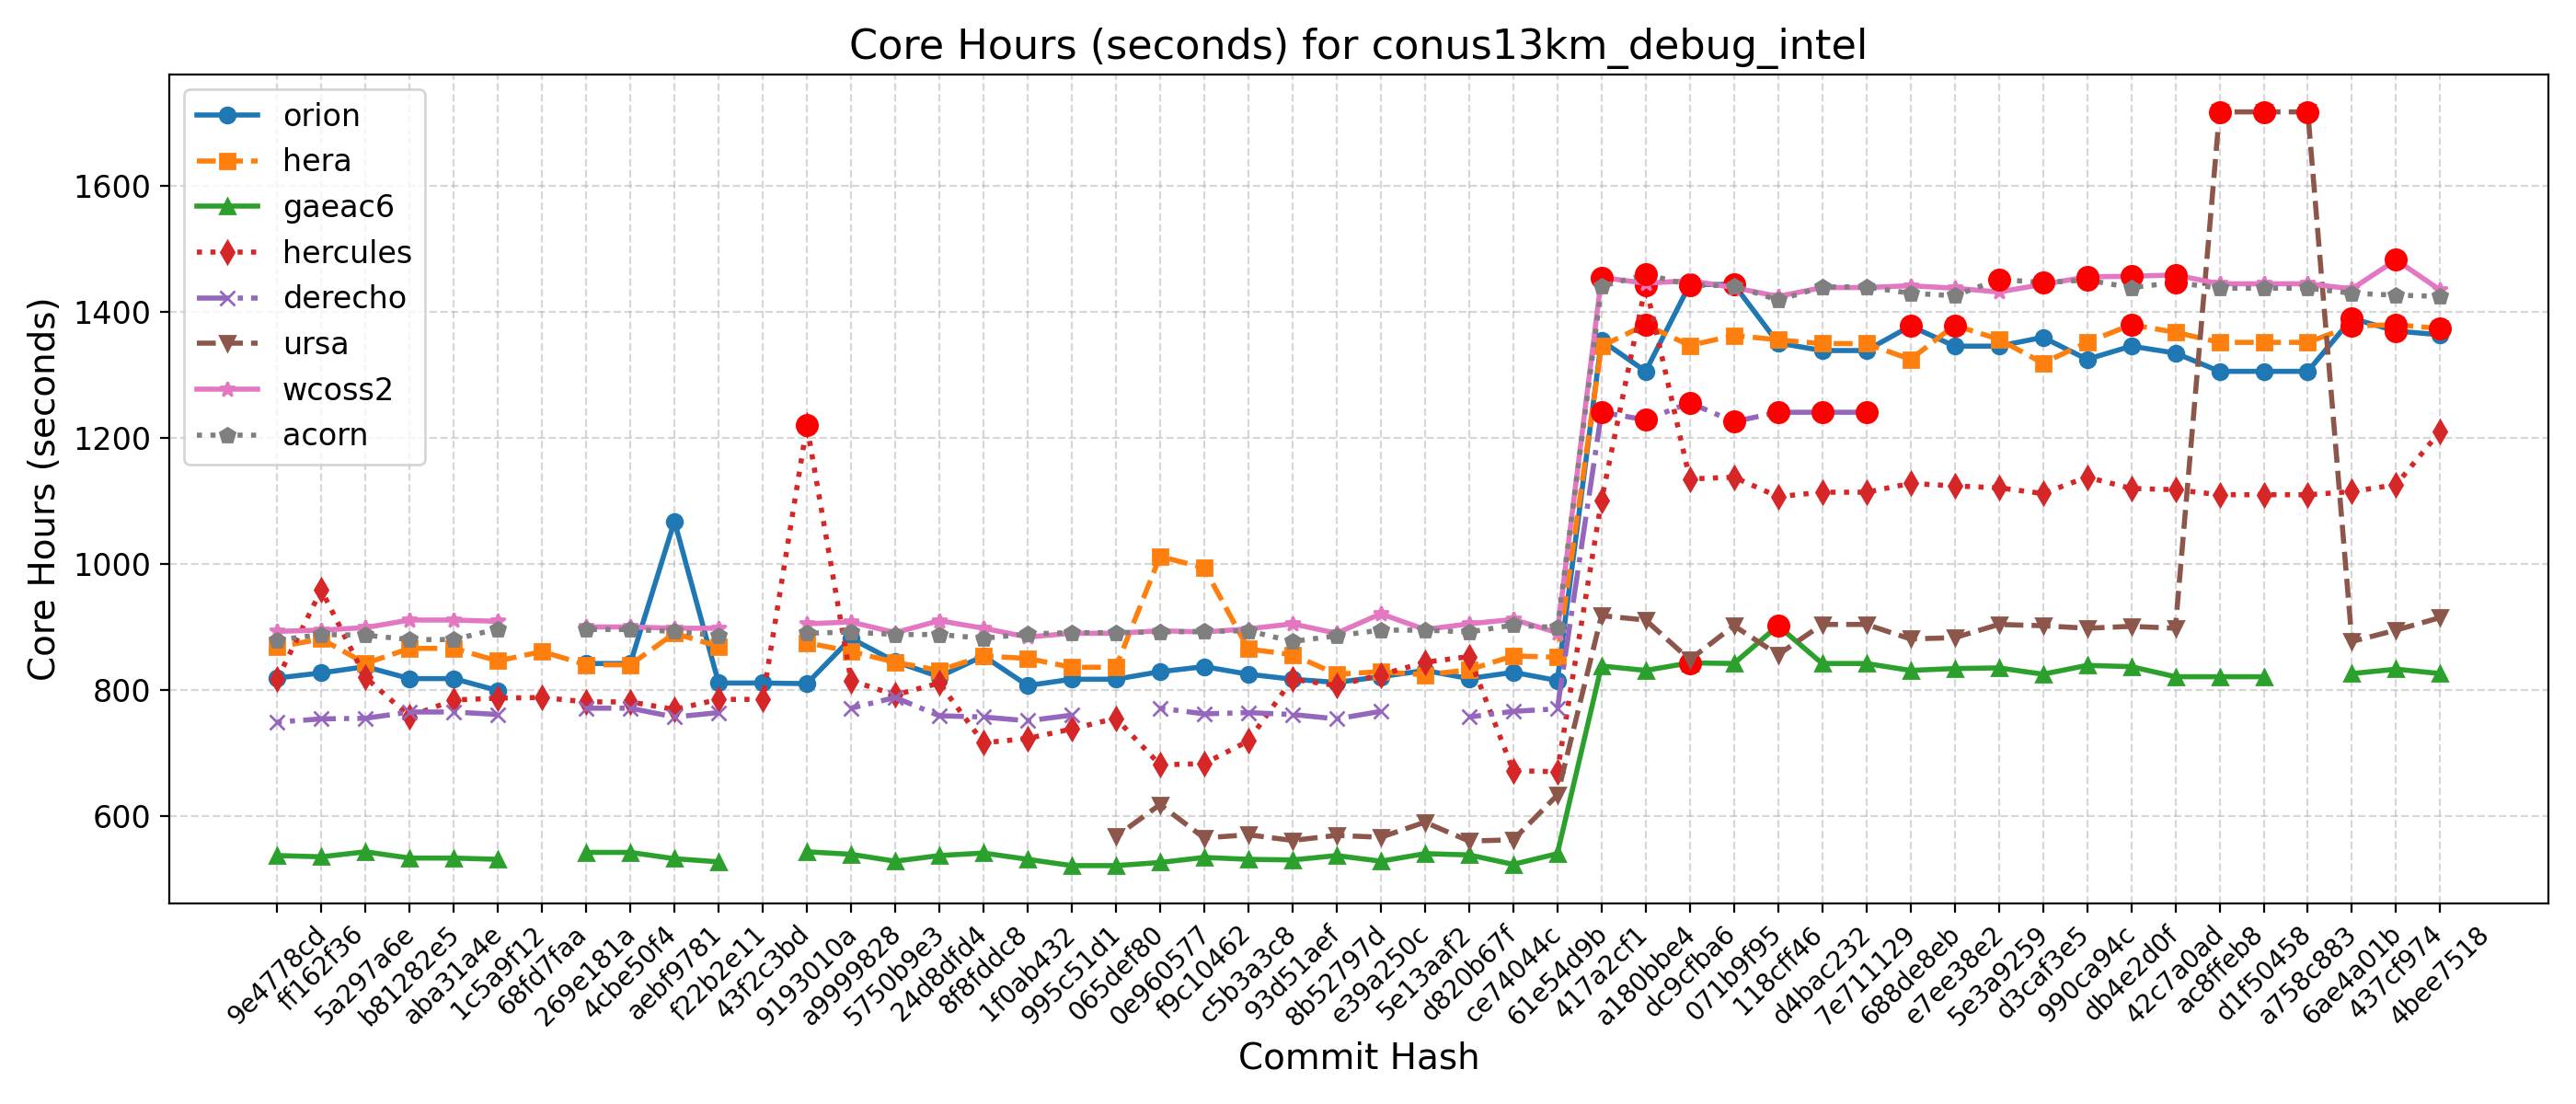 Core Hours (seconds) for conus13km_debug_intel
orion
hera
gaeac6
hercules
derecho
ursa
wcoss2
acorn
Core Hours (seconds)
1600
1400
1200
1000
800
600
9e4778cd
ff162f36
5a297a6e
b81282e5
aba31a4e
1c5a9f12
68fd7faa
269e181a
4cbe50f4
aebf9781
f22b2e11
43f2c3bd
9193010a
a9999828
5750b9e3
24d8dfd4
8f8fddc8
1f0ab432
995c51d1
065def80
0e960577
f9c10462
c5b3a3c8
93d51aef
8b52797d
e39a250c
5e13aaf2
d820b67f
ce74044c
61e54d9b
417a2cf1
a180bbe4
dc9cfba6
071b9f95
118cff46
d4bac232
7e711129
688de8eb
e7ee38e2
5e3a9259
d3caf3e5
990ca94c
db4e2d0f
42c7a0ad
ac8ffeb8
d1f50458
a758c883
6ae4a01b
437cf974
4bee7518
Commit Hash